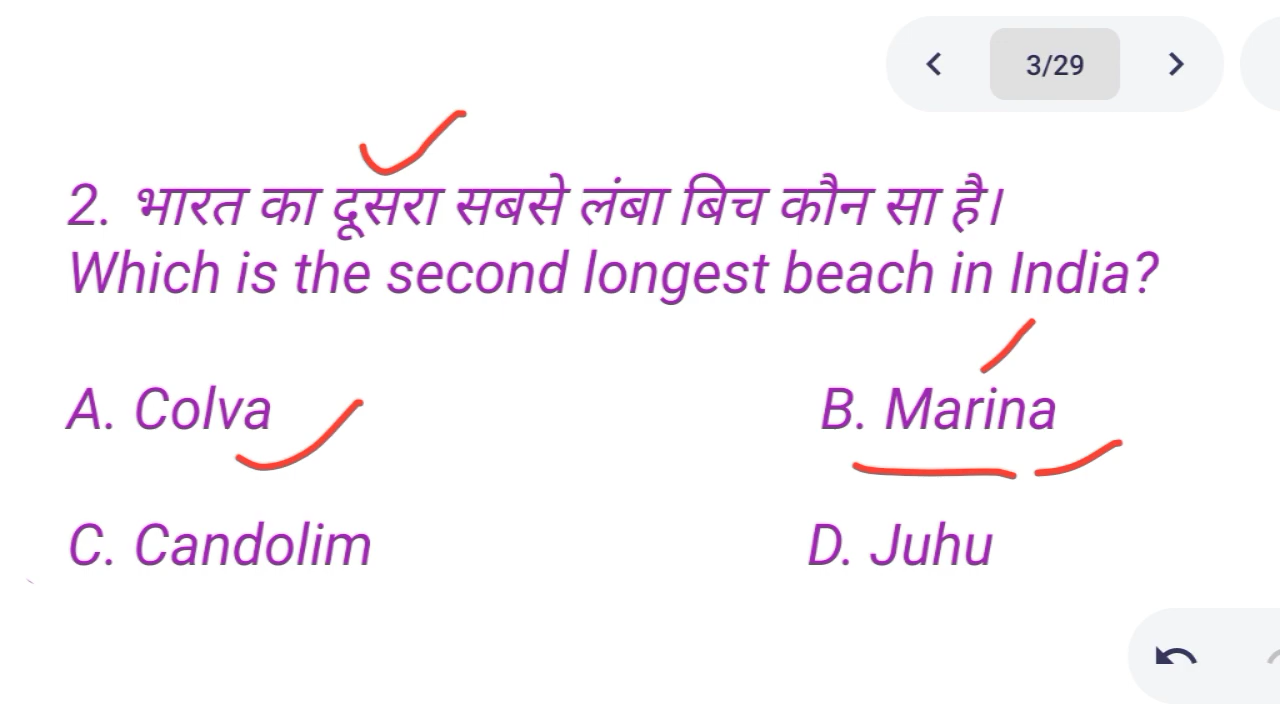 3/29
2. भारत का दूसरा सबसे लंबा बिच कौन सा है।
Which is the second longest beach in India?
A. Colva B. Marina
C. Candolim D. Juhu